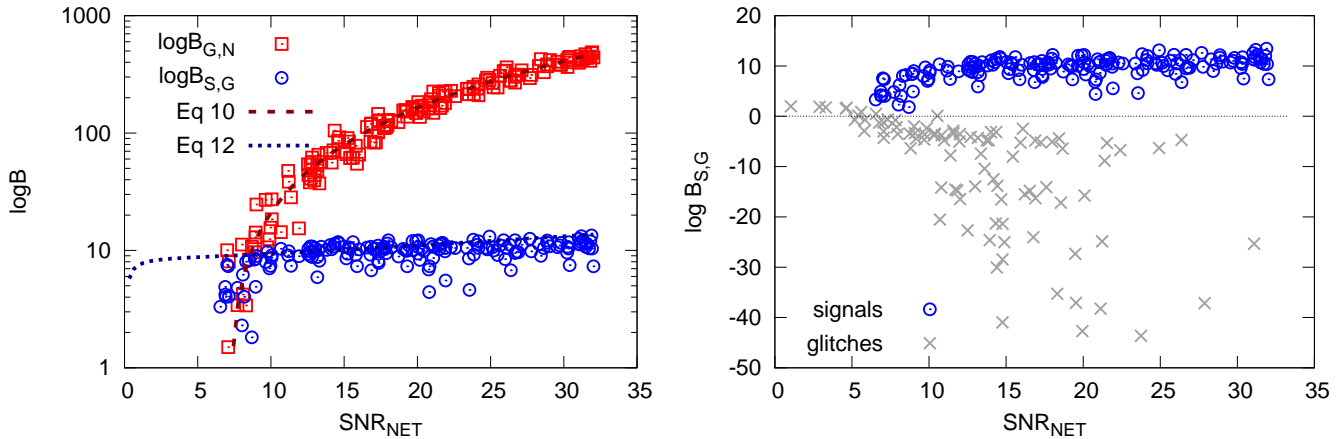 1000
100
10
1
logB
logB_{G,N}
logB_{S,G}
Eq 10
Eq 12
0 5 10 15 20 25 30 35
SNR_{NET}
20
10
0
-10
-20
-30
-40
-50
log B_{S,G}
signals
glitches
0 5 10 15 20 25 30 35
SNR_{NET}